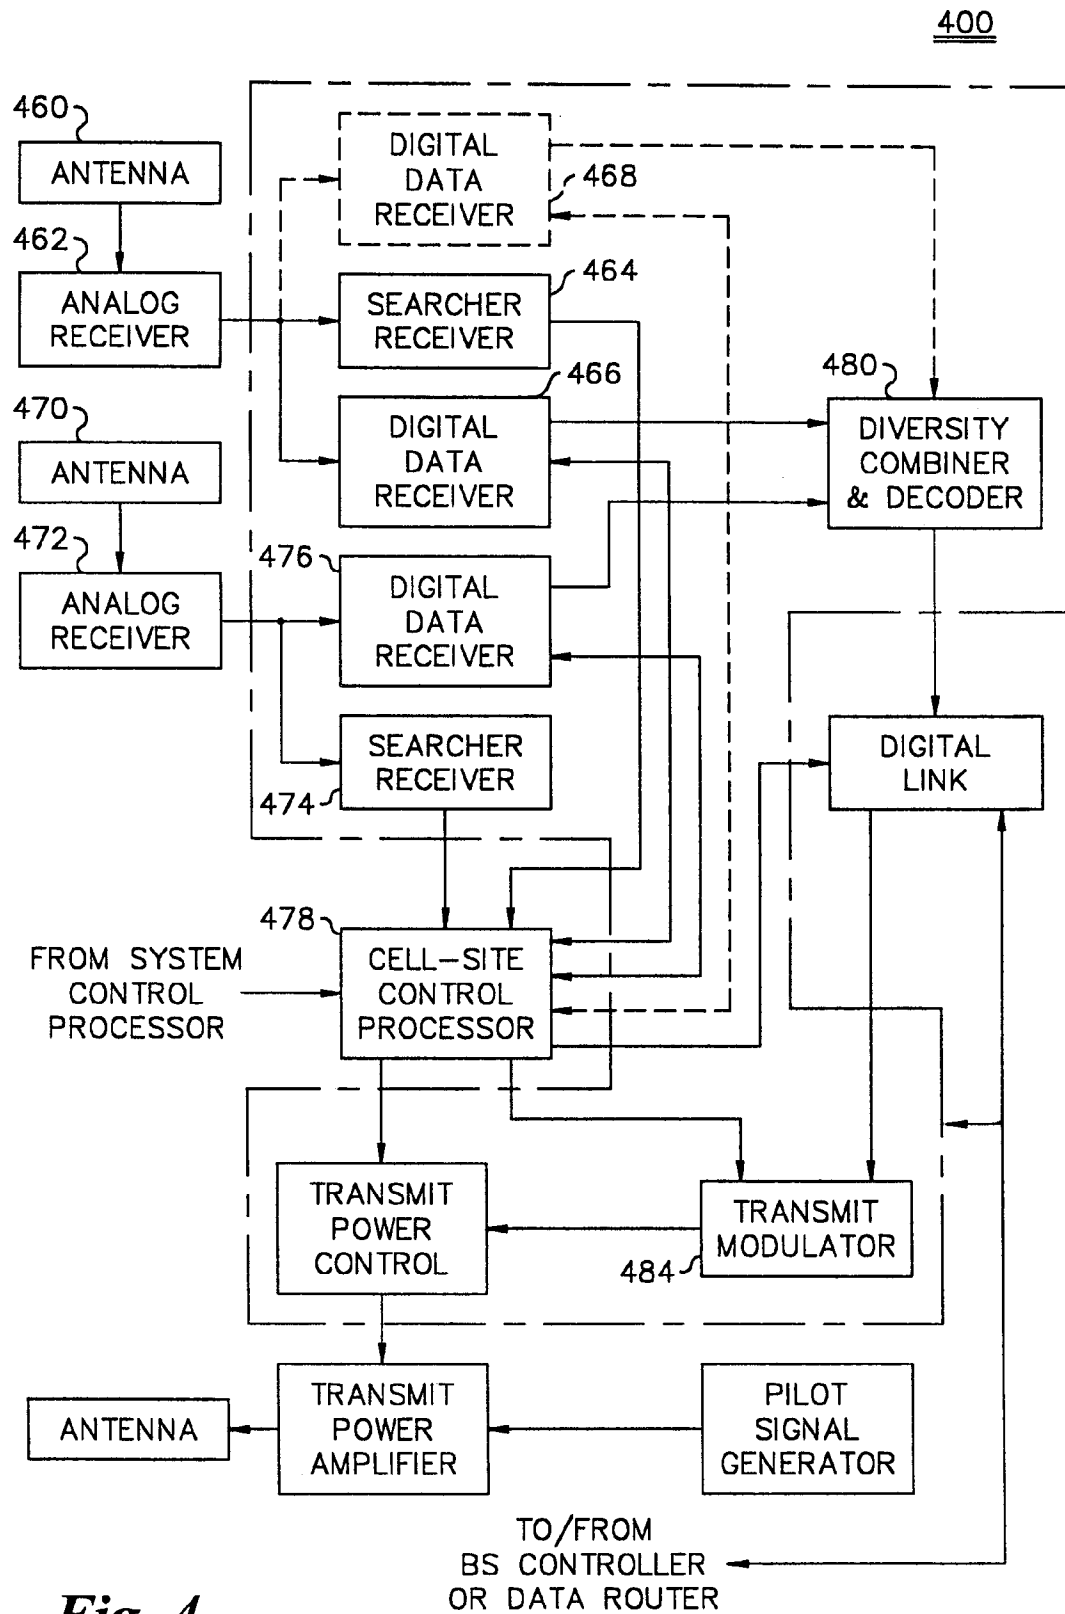 400
460
ANTENNA
462
ANALOG
RECEIVER
470
ANTENNA
472
ANALOG
RECEIVER
DIGITAL
DATA
RECEIVER
468
SEARCHER
RECEIVER
464
466
DIGITAL
DATA
RECEIVER
476
DIGITAL
DATA
RECEIVER
SEARCHER
RECEIVER
474
480
DIVERSITY
COMBINER
& DECODER
DIGITAL
LINK
478
CELL-SITE
CONTROL
PROCESSOR
FROM SYSTEM
CONTROL
PROCESSOR
TRANSMIT
POWER
CONTROL
TRANSMIT
MODULATOR
484
ANTENNA
TRANSMIT
POWER
AMPLIFIER
PILOT
SIGNAL
GENERATOR
TO/FROM
BS CONTROLLER
OR DATA ROUTER
Fig. 4